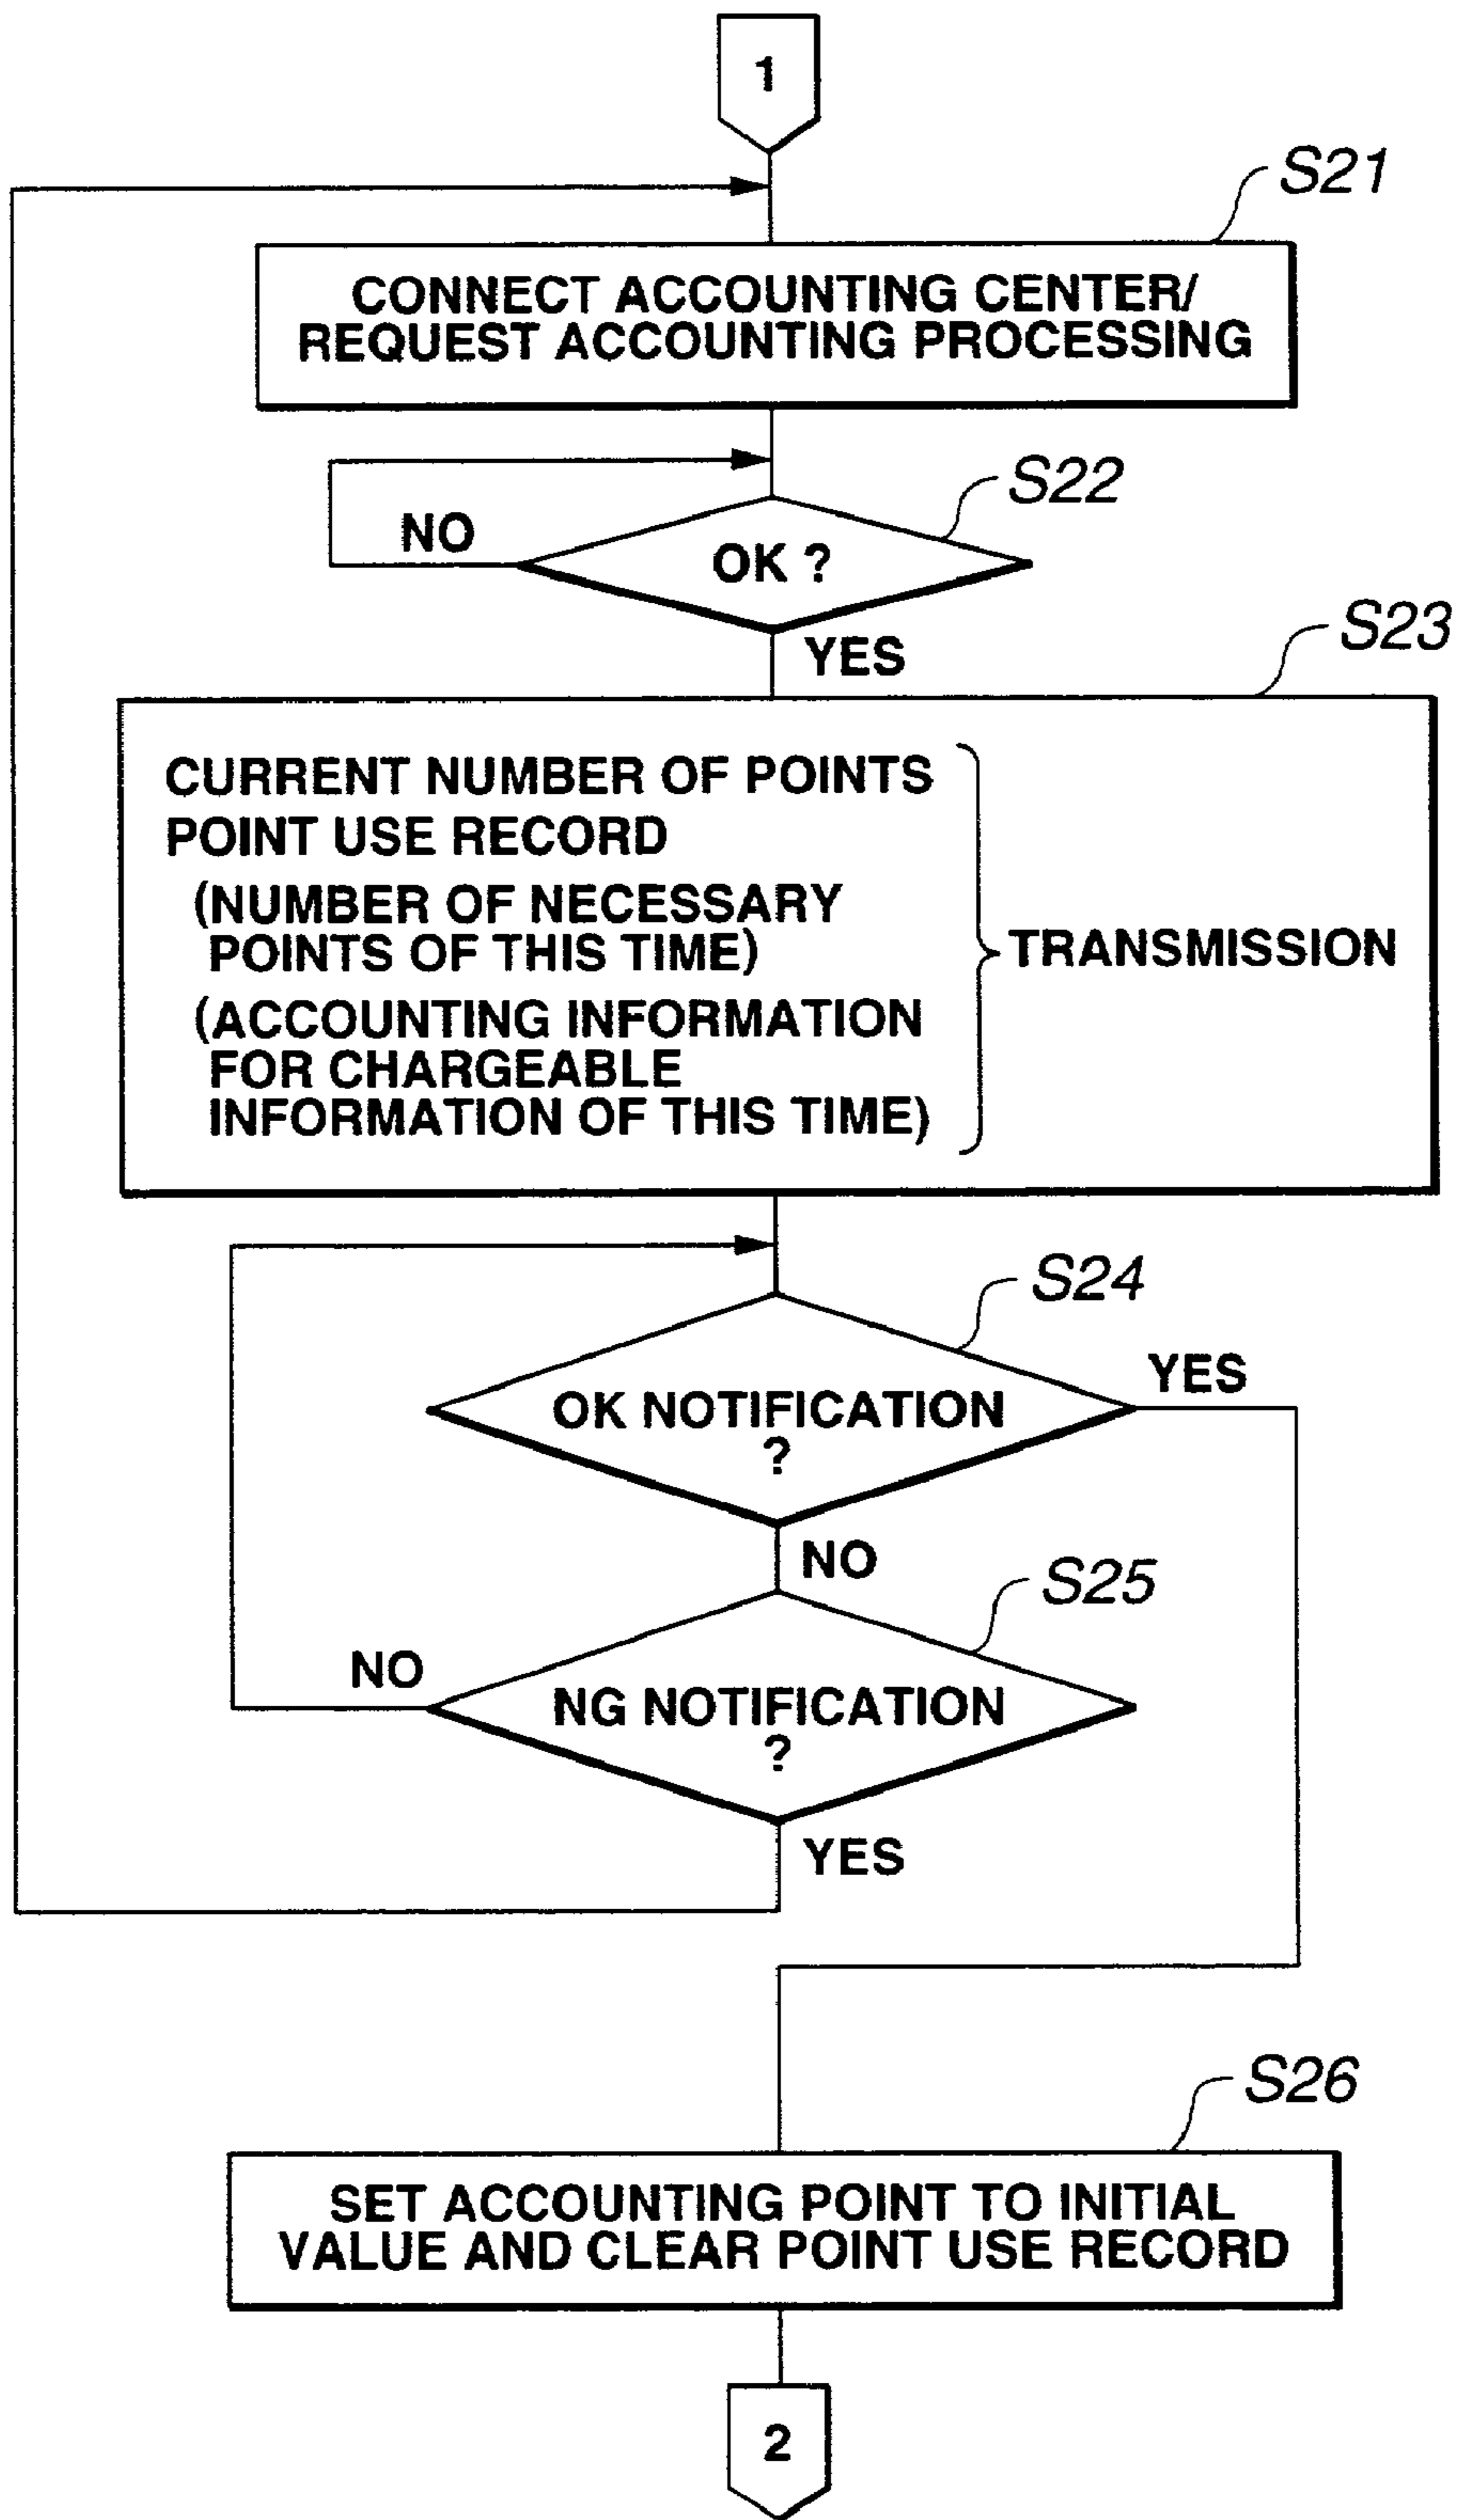 1
S21
CONNECT ACCOUNTING CENTER/
REQUEST ACCOUNTING PROCESSING
S22
NO
OK ?
YES
S23
CURRENT NUMBER OF POINTS
POINT USE RECORD
(NUMBER OF NECESSARY
POINTS OF THIS TIME)
TRANSMISSION
(ACCOUNTING INFORMATION
FOR CHARGEABLE
INFORMATION OF THIS TIME)
S24
YES
OK NOTIFICATION
?
NO
S25
NO
NG NOTIFICATION
?
YES
S26
SET ACCOUNTING POINT TO INITIAL
VALUE AND CLEAR POINT USE RECORD
2